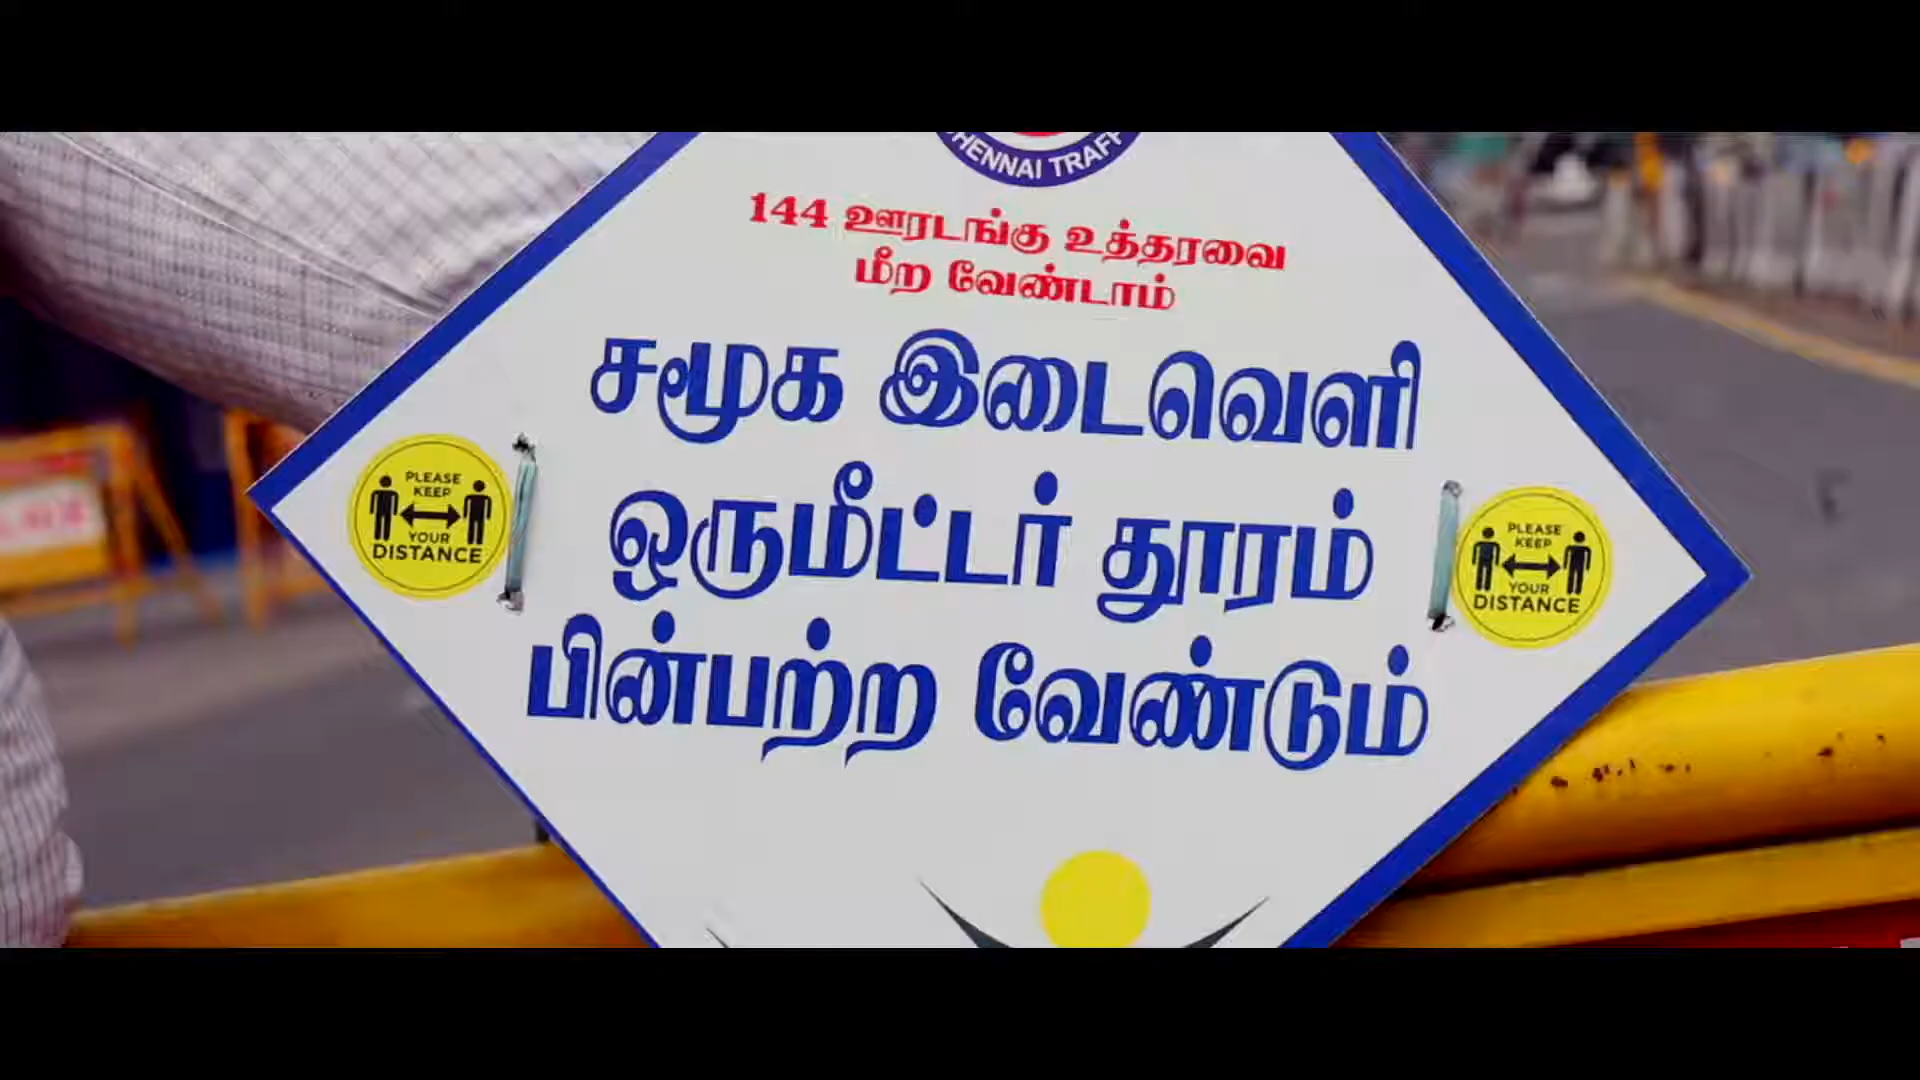 HENNAI TRAFF
144 ஊரடங்கு உத்தரவை
மீற வேண்டாம்
சமூக இடைவெளி
ஒருமீட்டர் தூரம்
பின்பற்ற வேண்டும்
PLEASE
KEEP
YOUR
DISTANCE
PLEASE
KEEP
YOUR
DISTANCE